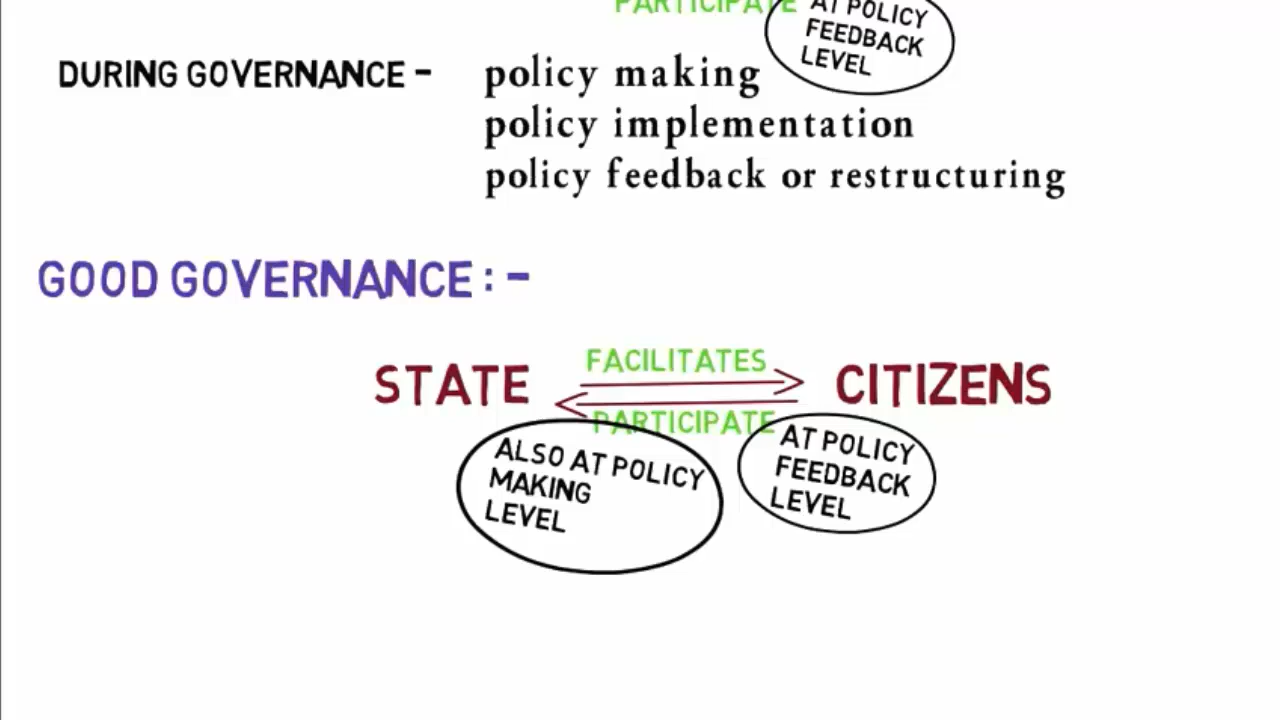 PARTICIPATE
AT POLICY
FEEDBACK
LEVEL
DURING GOVERNANCE - policy making
policy implementation
policy feedback or restructuring
GOOD GOVERNANCE : -
FACILITATES
STATE CITIZENS
PARTICIPATE
ALSO AT POLICY
MAKING
LEVEL
AT POLICY
FEEDBACK
LEVEL